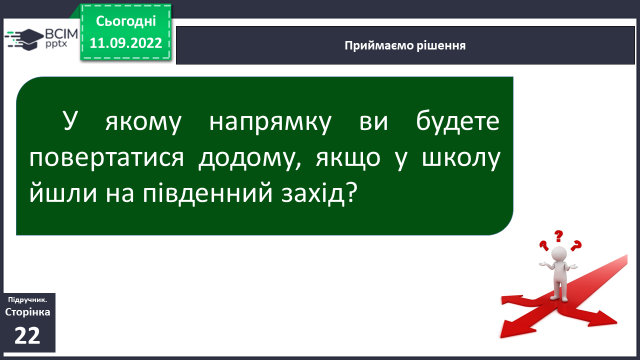 Сьогодні
11.09.2022
ВСІМ
pptx
Приймаємо рішення
У якому напрямку ви будете
повертатися додому, якщо у школу
йшли на південний захід?
Підручник.
Сторінка
22
? ? ?